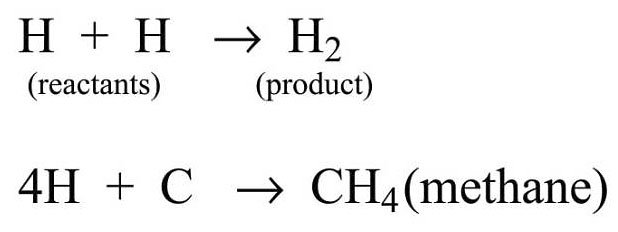 H + H → H₂
(reactants) (product)
4H + C → CH₄(methane)